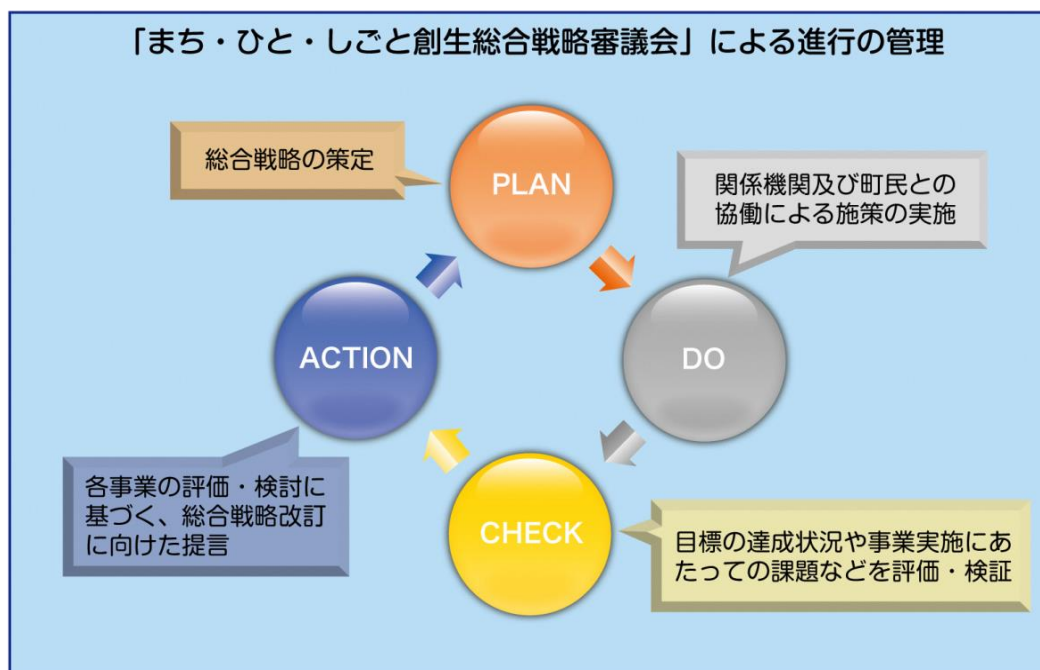 「まち・ひと・しごと創生総合戦略審議会」による進行の管理
総合戦略の策定
PLAN
関係機関及び町民との
協働による施策の実施
ACTION
DO
各事業の評価・検討に
基づく、総合戦略改訂
に向けた提言
CHECK
目標の達成状況や事業実施にあ
たっての課題などを評価・検証